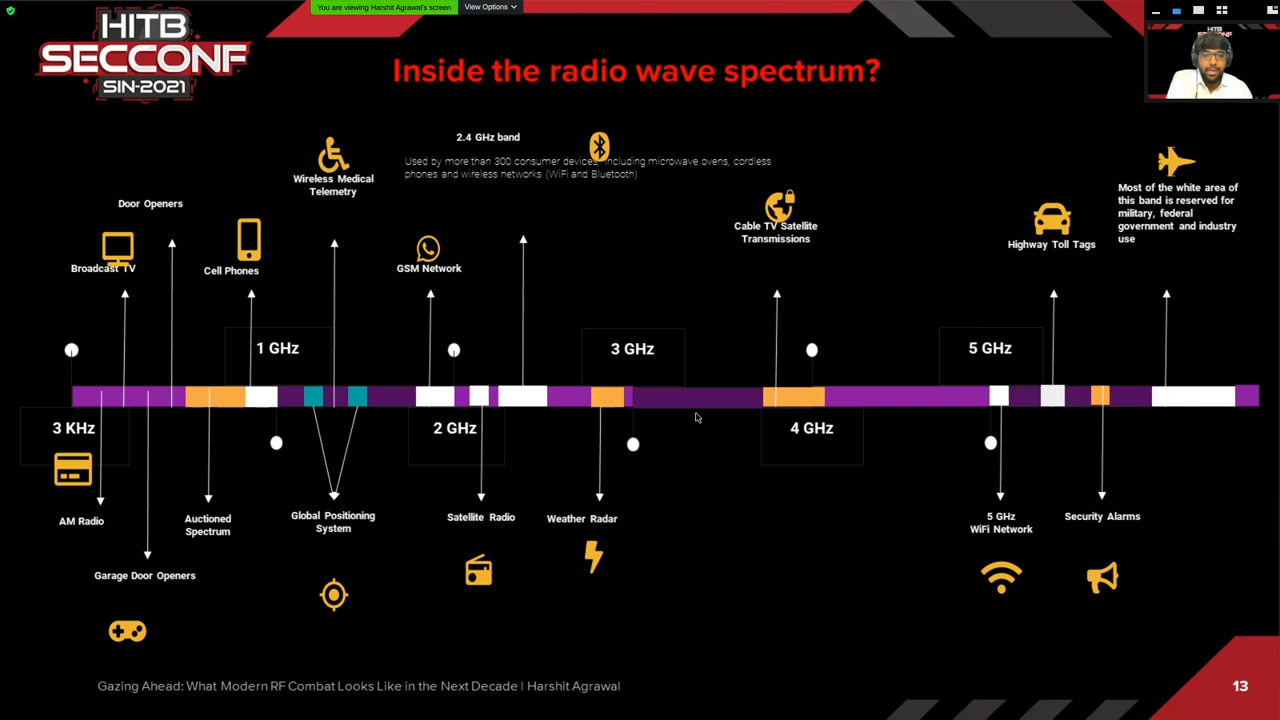 You are viewing Harshit Agrawal's screen
View Options
HITB
SECCONF
SIN-2021
Inside the radio wave spectrum?
2.4 GHz band
Used by more than 300 consumer devices, including microwave ovens, cordless
phones and wireless networks (WiFi and Bluetooth)
Wireless Medical
Telemetry
Door Openers
Broadcast TV
Cell Phones
GSM Network
Cable TV Satellite
Transmissions
Highway Toll Tags
Most of the white area of
this band is reserved for
military, federal
government and industry
use
1 GHz
3 GHz
5 GHz
3 KHz
2 GHz
4 GHz
AM Radio
Auctioned
Spectrum
Global Positioning
System
Satellite Radio
Weather Radar
5 GHz
WiFi Network
Security Alarms
Garage Door Openers
Gazing Ahead: What Modern RF Combat Looks Like in the Next Decade | Harshit Agrawal
13